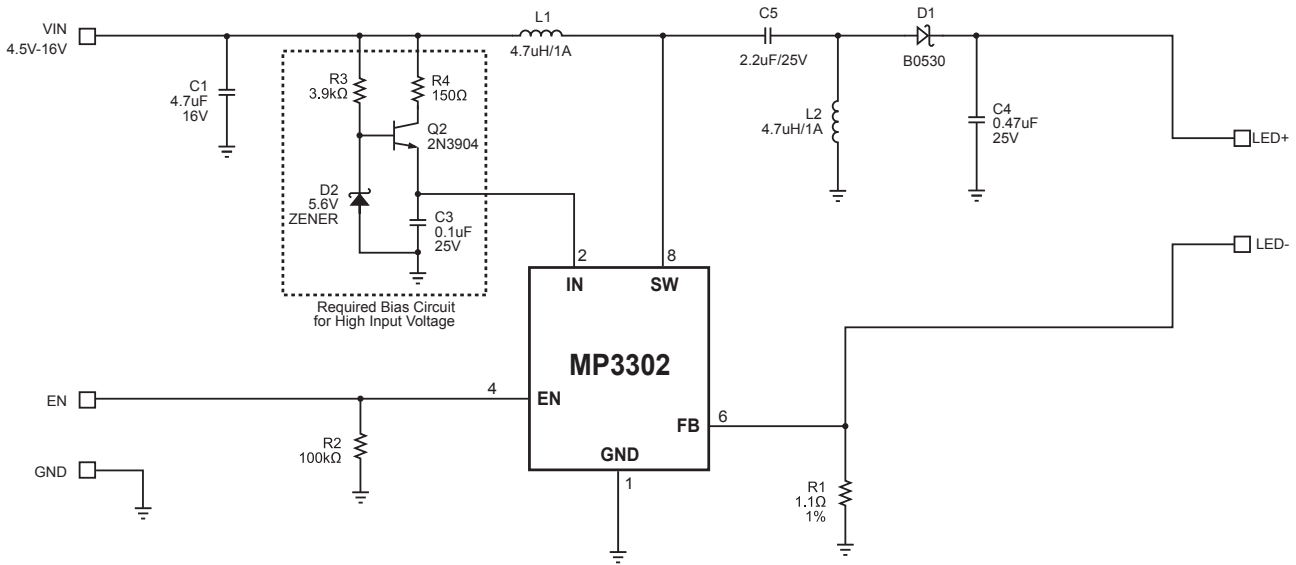 VIN
4.5V-16V
C1
4.7uF
16V
R3
3.9kΩ
R4
150Ω
Q2
2N3904
D2
5.6V
ZENER
C3
0.1uF
25V
Required Bias Circuit
for High Input Voltage
L1
4.7uH/1A
C5
2.2uF/25V
D1
B0530
L2
4.7uH/1A
C4
0.47uF
25V
LED+
LED-
2
8
IN
SW
MP3302
EN
4
EN
FB
6
GND
1
R2
100kΩ
GND
R1
1.1Ω
1%